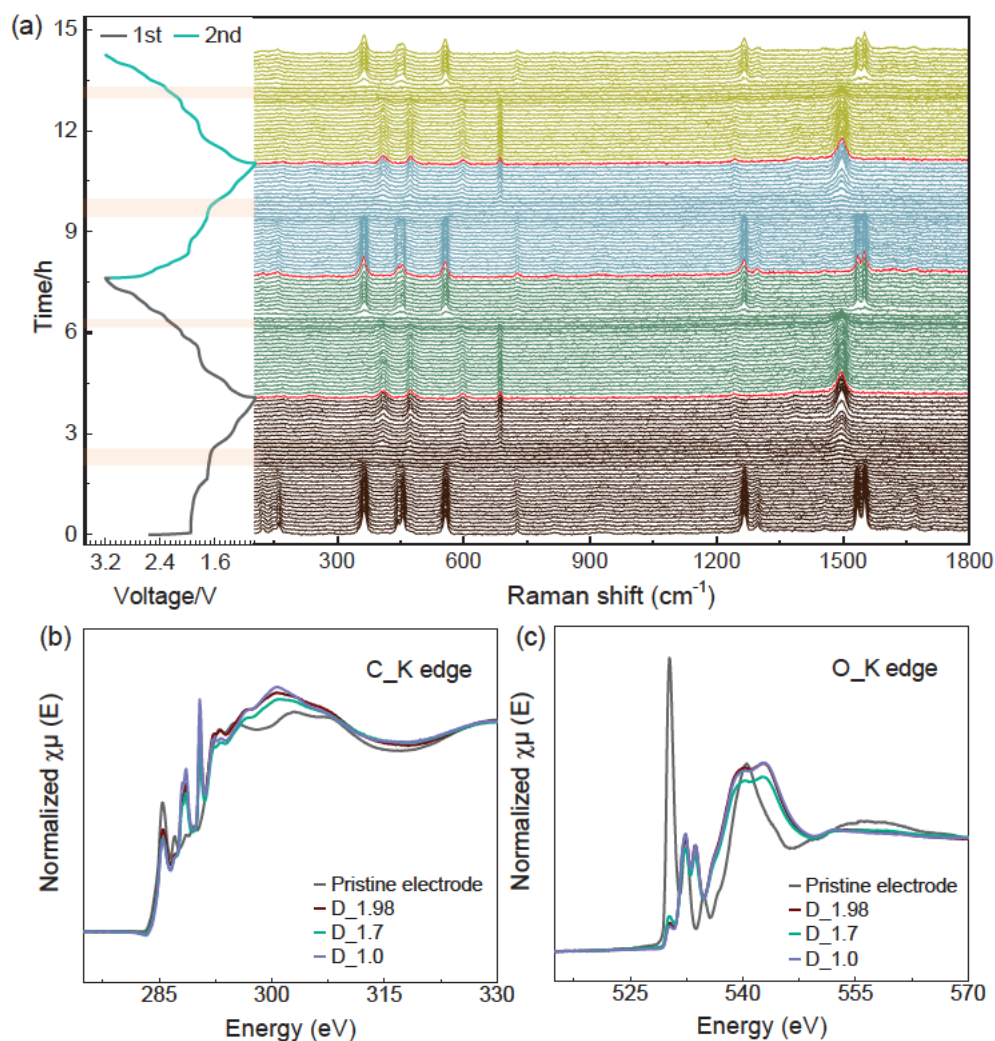 (a)
1st 2nd
15
12
9
6
3
0
Time/h
3.2 2.4 1.6
Voltage/V
300 600 900 1200 1500 1800
Raman shift (cm⁻¹)
(b)
C_K edge
Normalized χμ (E)
Pristine electrode
D_1.98
D_1.7
D_1.0
285 300 315 330
Energy (eV)
(c)
O_K edge
Normalized χμ (E)
Pristine electrode
D_1.98
D_1.7
D_1.0
525 540 555 570
Energy (eV)